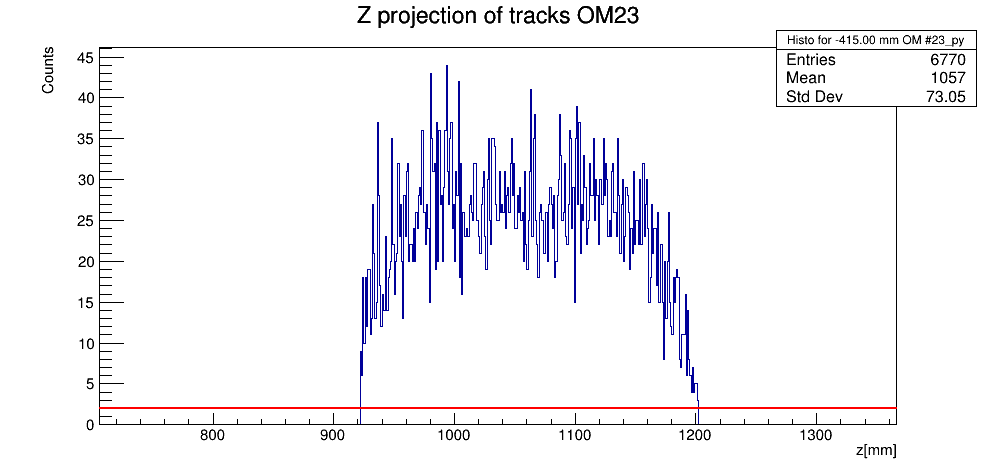 Z projection of tracks OM23
Histo for -415.00 mm OM #23_py
Entries 6770
Mean 1057
Std Dev 73.05
Counts
45
40
35
30
25
20
15
10
5
0
800 900 1000 1100 1200 1300
z[mm]